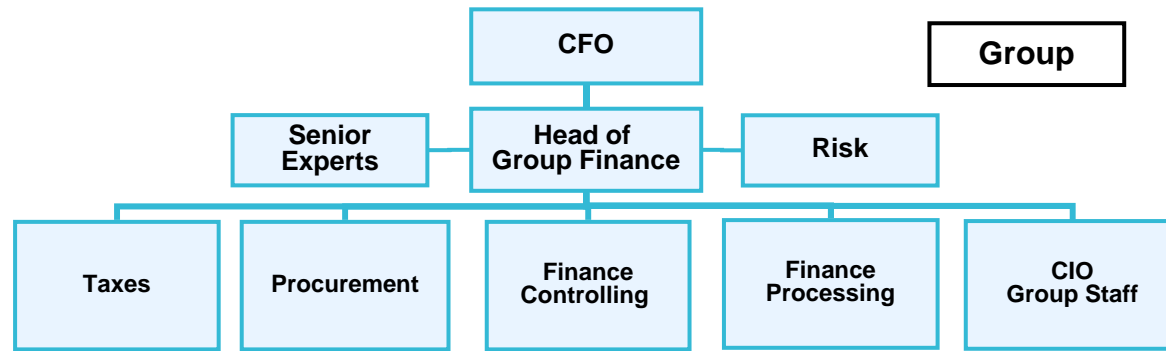 CFO
Group
Senior
Experts
Head of
Group Finance
Risk
Taxes
Procurement
Finance
Controlling
Finance
Processing
CIO
Group Staff